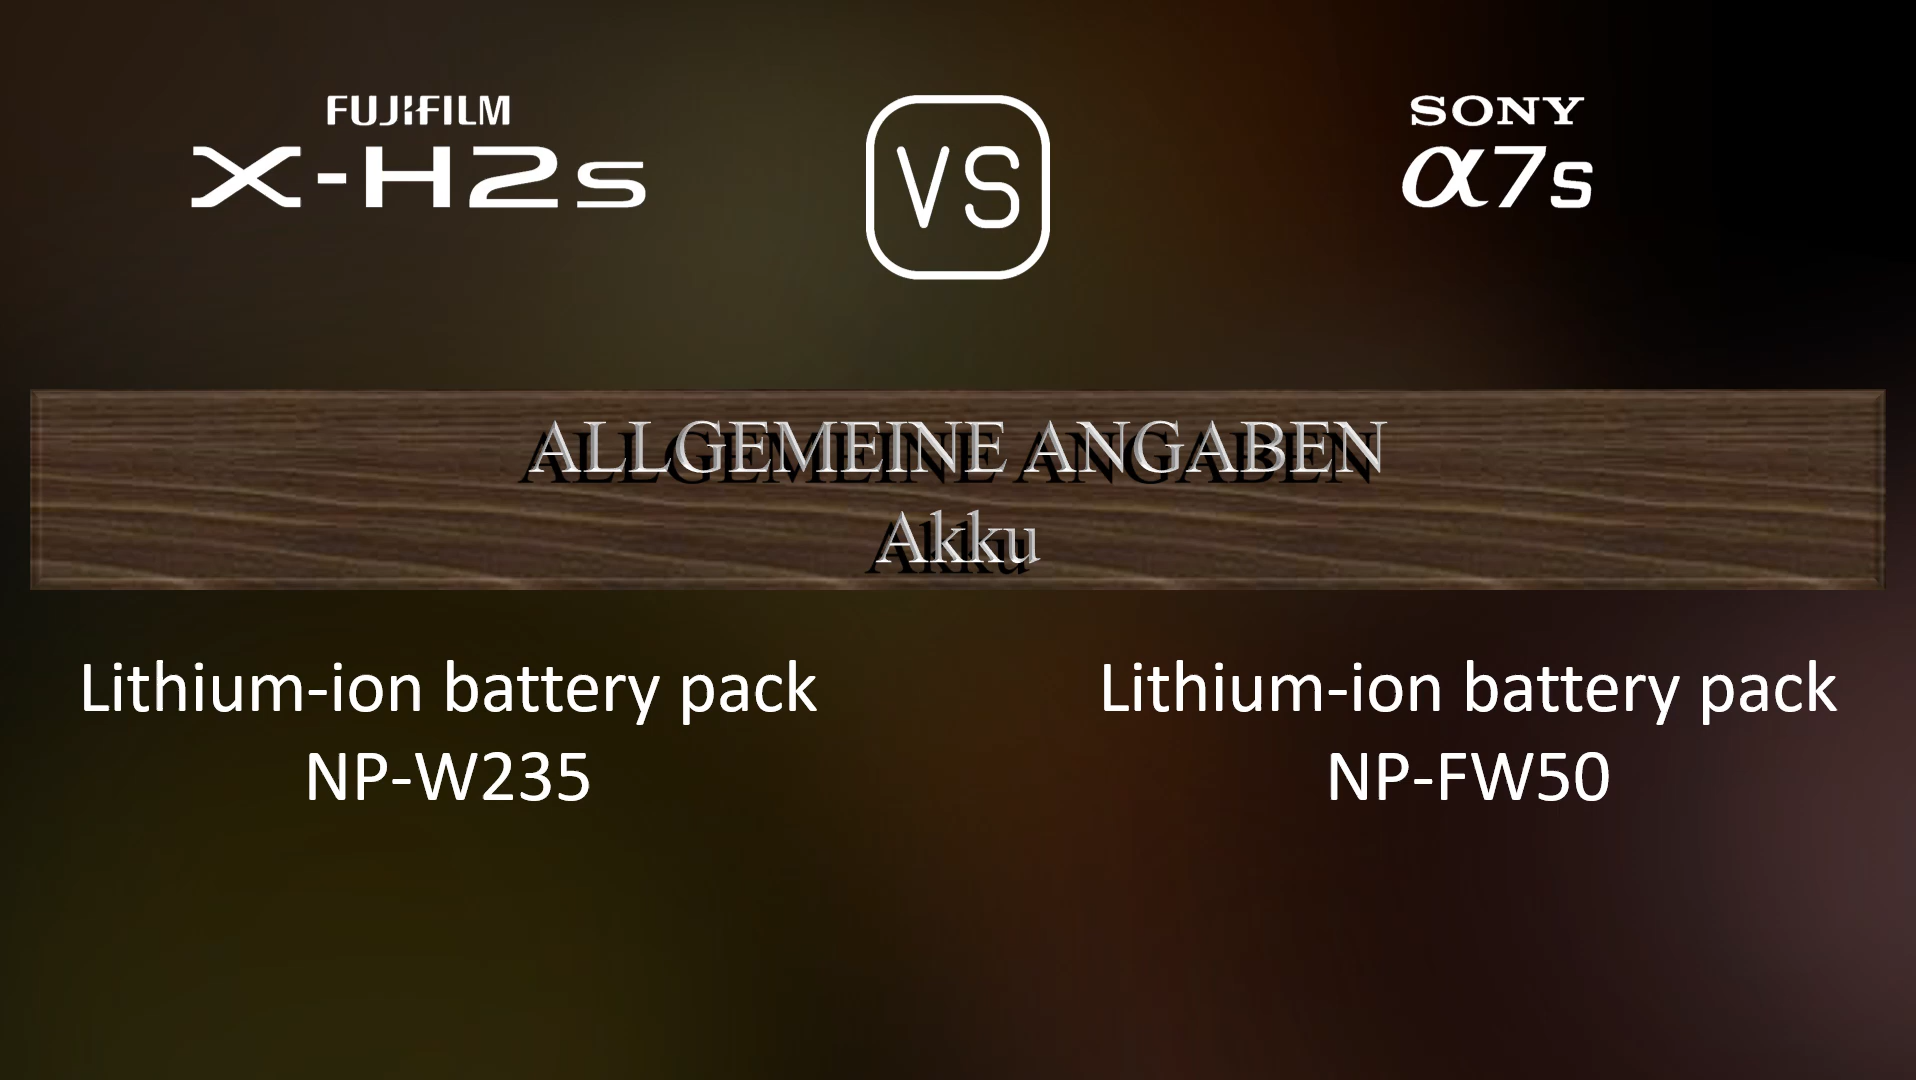 FUJIFILM
X-H2s
VS
SONY
α7s
ALLGEMEINE ANGABEN
Akku
Lithium-ion battery pack
NP-W235
Lithium-ion battery pack
NP-FW50